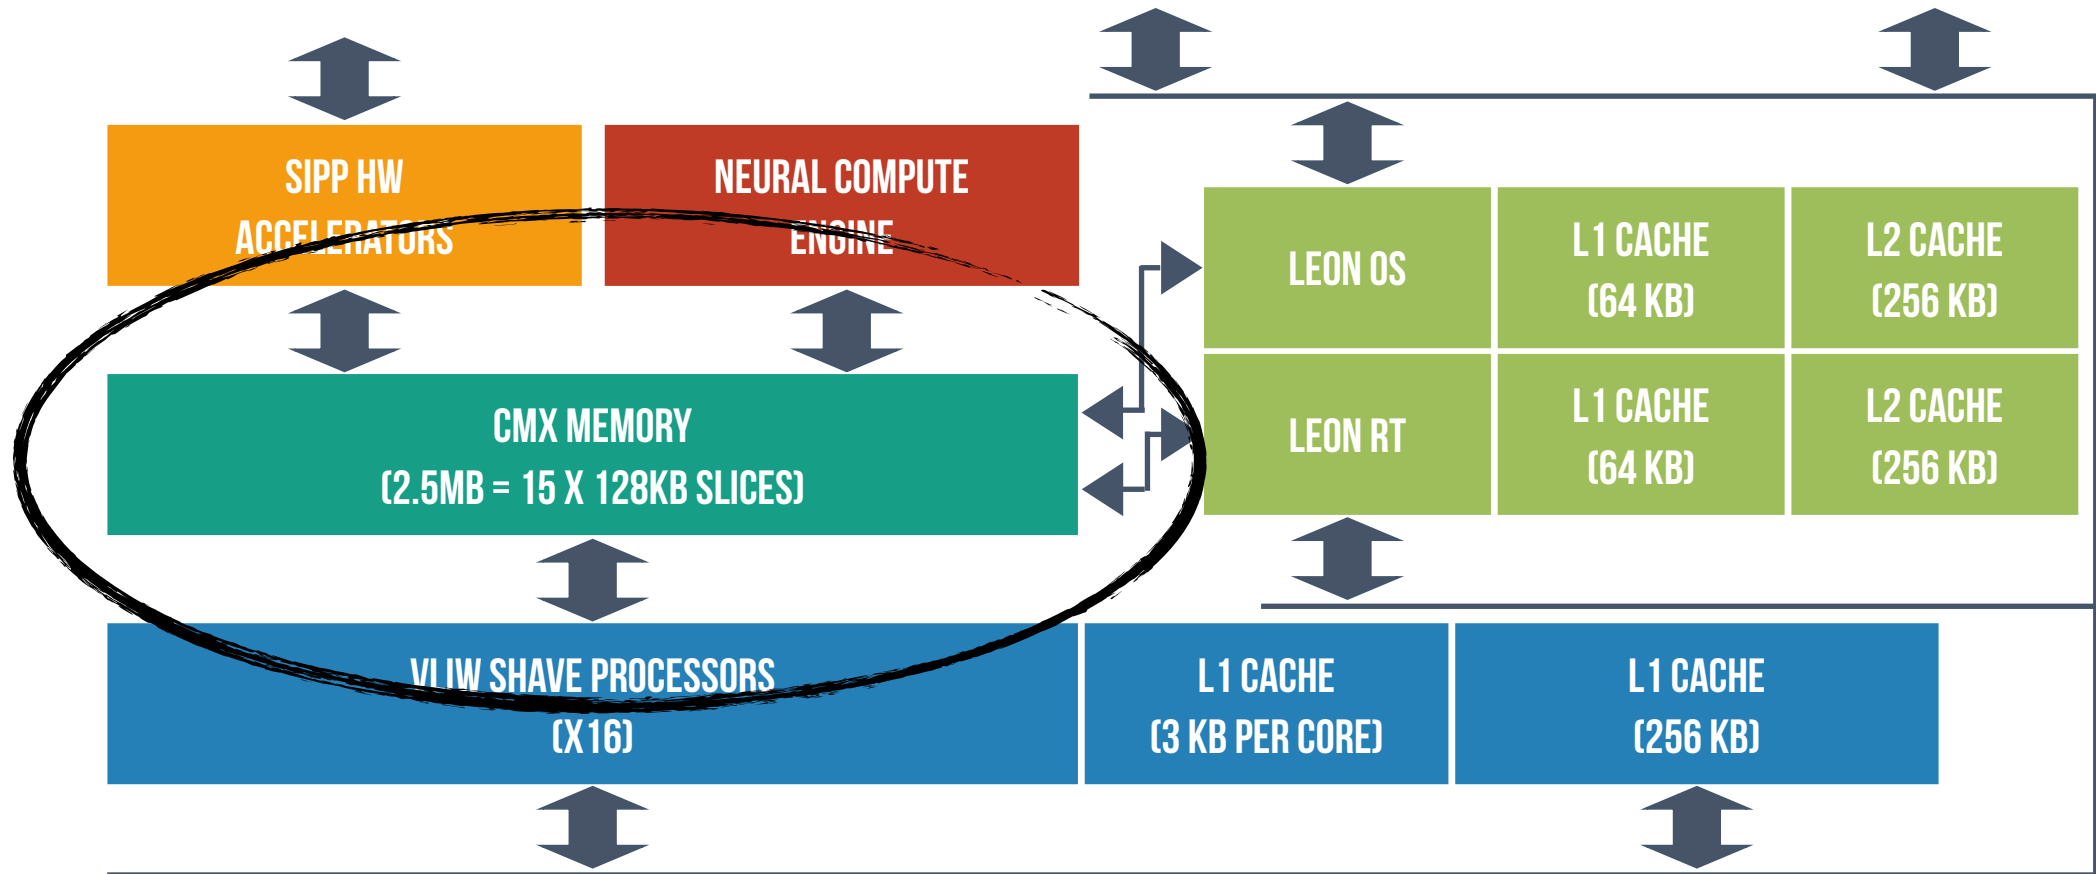 SIPP HW
ACCELERATORS
NEURAL COMPUTE
ENGINE
LEON OS
L1 CACHE
(64 KB)
L2 CACHE
(256 KB)
CMX MEMORY
(2.5MB = 15 X 128KB SLICES)
LEON RT
L1 CACHE
(64 KB)
L2 CACHE
(256 KB)
VLIW SHAVE PROCESSORS
(X16)
L1 CACHE
(3 KB PER CORE)
L1 CACHE
(256 KB)